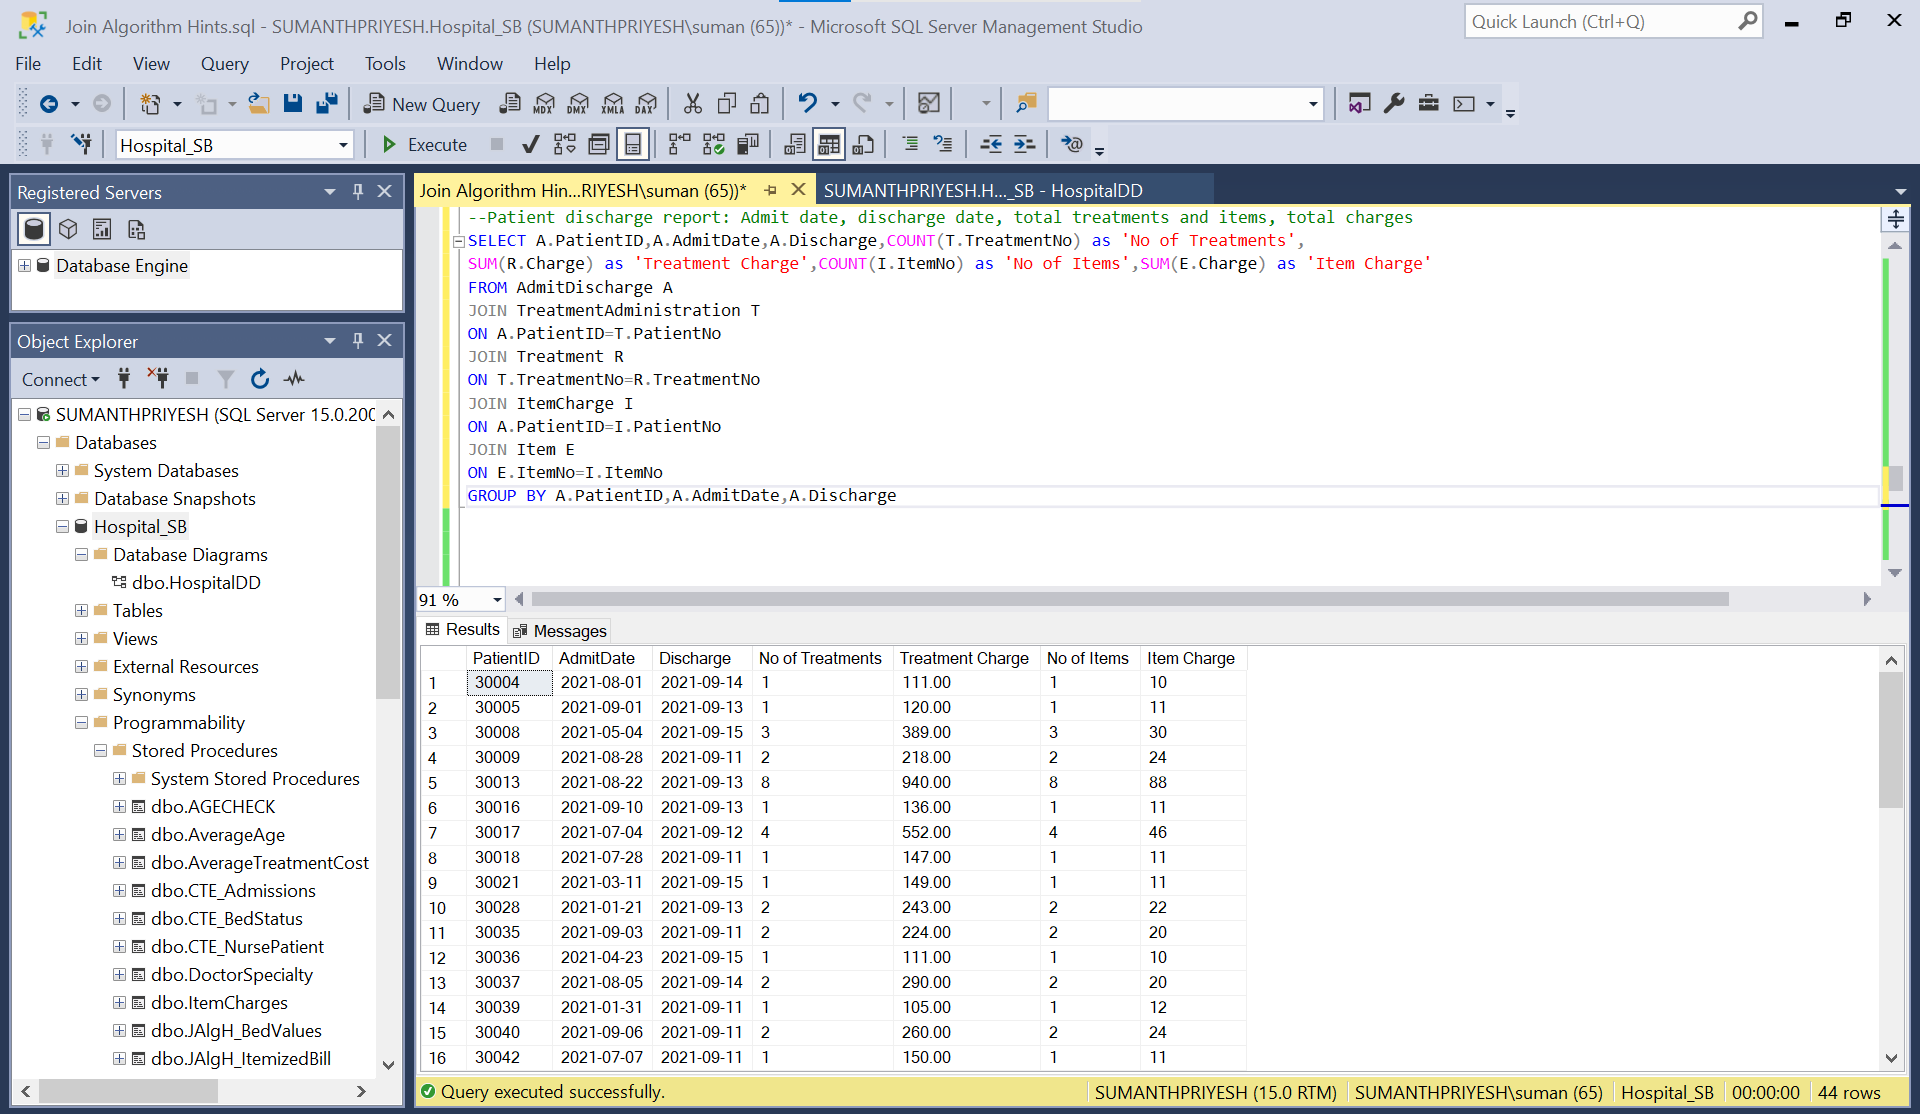 Join Algorithm Hints.sql - SUMANTHPRIYESH.Hospital_SB (SUMANTHPRIYESH\suman (65))* - Microsoft SQL Server Management Studio
Quick Launch (Ctrl+Q)
File Edit View Query Project Tools Window Help
New Query MDX DMX XMLA DAX
Hospital_SB Execute
Registered Servers
Database Engine
Object Explorer
Connect
SUMANTHPRIYESH (SQL Server 15.0.200
Databases
System Databases
Database Snapshots
Hospital_SB
Database Diagrams
dbo.HospitalDD
Tables
Views
External Resources
Synonyms
Programmability
Stored Procedures
System Stored Procedures
dbo.AGECHECK
dbo.AverageAge
dbo.AverageTreatmentCost
dbo.CTE_Admissions
dbo.CTE_BedStatus
dbo.CTE_NursePatient
dbo.DoctorSpecialty
dbo.ItemCharges
dbo.JAlgH_BedValues
dbo.JAlgH_ItemizedBill
Join Algorithm Hin...RIYESH\suman (65))* SUMANTHPRIYESH.H..._SB - HospitalDD
--Patient discharge report: Admit date, discharge date, total treatments and items, total charges
SELECT A.PatientID,A.AdmitDate,A.Discharge,COUNT(T.TreatmentNo) as 'No of Treatments',
SUM(R.Charge) as 'Treatment Charge',COUNT(I.ItemNo) as 'No of Items',SUM(E.Charge) as 'Item Charge'
FROM AdmitDischarge A
JOIN TreatmentAdministration T
ON A.PatientID=T.PatientNo
JOIN Treatment R
ON T.TreatmentNo=R.TreatmentNo
JOIN ItemCharge I
ON A.PatientID=I.PatientNo
JOIN Item E
ON E.ItemNo=I.ItemNo
GROUP BY A.PatientID,A.AdmitDate,A.Discharge
91 %
Results Messages
PatientID AdmitDate Discharge No of Treatments Treatment Charge No of Items Item Charge
1 30004 2021-08-01 2021-09-14 1 111.00 1 10
2 30005 2021-09-01 2021-09-13 1 120.00 1 11
3 30008 2021-05-04 2021-09-15 3 389.00 3 30
4 30009 2021-08-28 2021-09-11 2 218.00 2 24
5 30013 2021-08-22 2021-09-13 8 940.00 8 88
6 30016 2021-09-10 2021-09-13 1 136.00 1 11
7 30017 2021-07-04 2021-09-12 4 552.00 4 46
8 30018 2021-07-28 2021-09-11 1 147.00 1 11
9 30021 2021-03-11 2021-09-15 1 149.00 1 11
10 30028 2021-01-21 2021-09-13 2 243.00 2 22
11 30035 2021-09-03 2021-09-11 2 224.00 2 20
12 30036 2021-04-23 2021-09-15 1 111.00 1 10
13 30037 2021-08-05 2021-09-14 2 290.00 2 20
14 30039 2021-01-31 2021-09-11 1 105.00 1 12
15 30040 2021-09-06 2021-09-11 2 260.00 2 24
16 30042 2021-07-07 2021-09-11 1 150.00 1 11
Query executed successfully. SUMANTHPRIYESH (15.0 RTM) SUMANTHPRIYESH\suman (65) Hospital_SB 00:00:00 44 rows